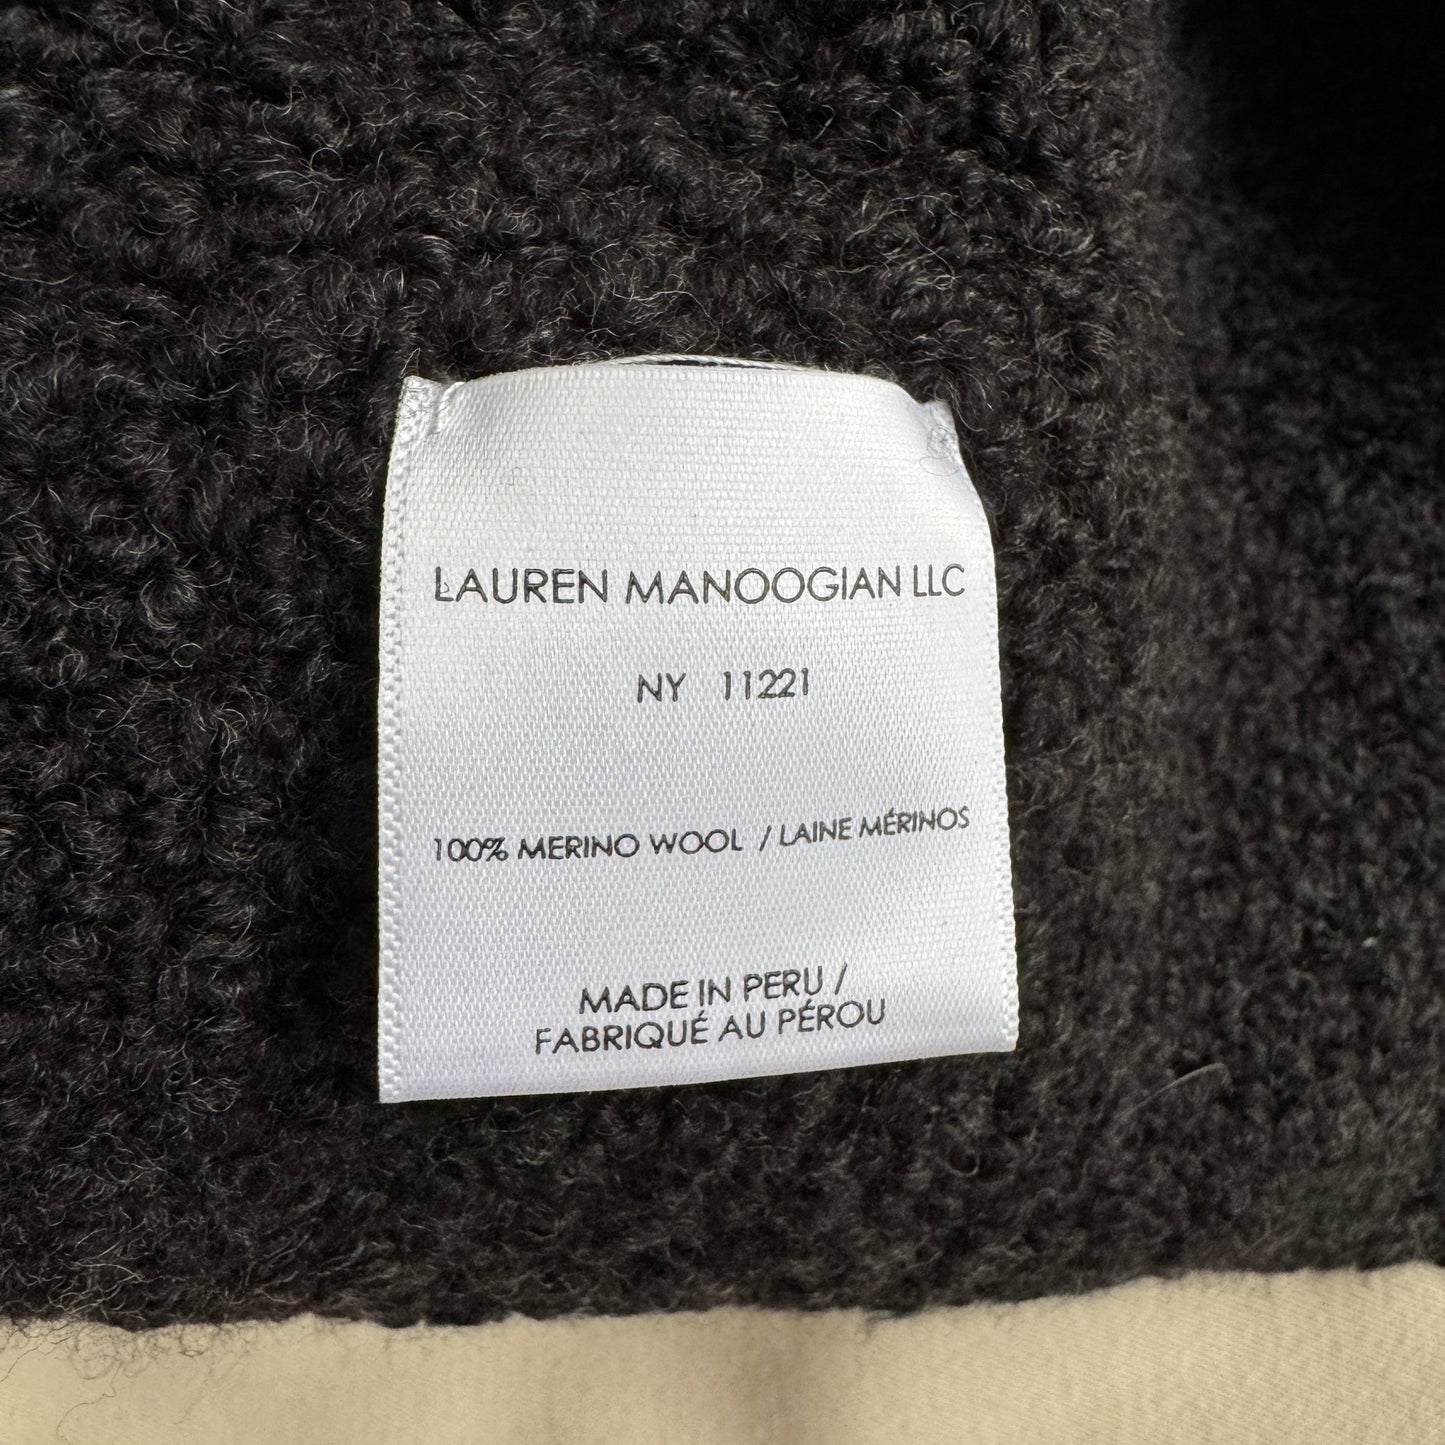 LAUREN MANOOGIAN LLC
NY 11221
100% MERINO WOOL / LAINE MÉRINOS
MADE IN PERU /
FABRIQUÉ AU PÉROU